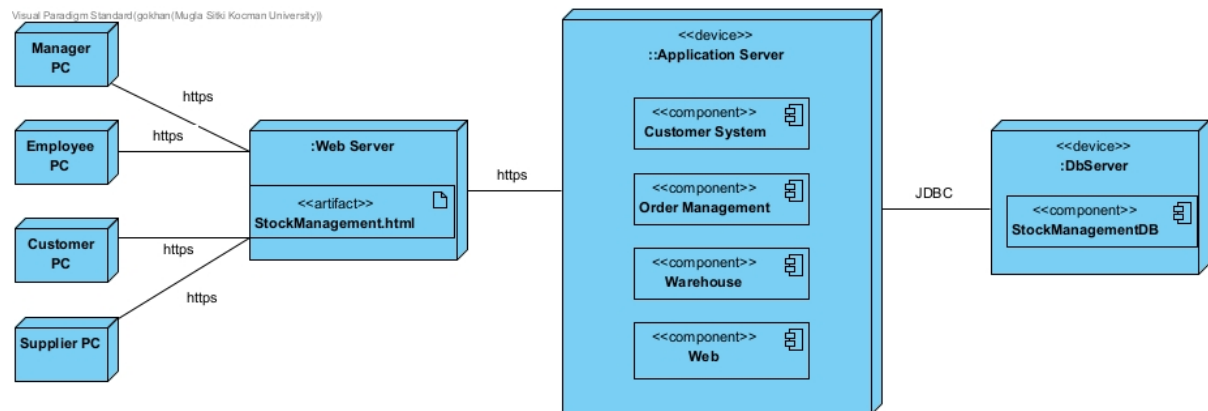 Visual Paradigm Standard(gokhan(Mugla Sitki Kocman University))
Manager
PC
https
Employee
PC
https
Customer
PC
https
Supplier PC
https
:Web Server
<<artifact>>
StockManagement.html
https
<<device>>
::Application Server
<<component>>
Customer System
<<component>>
Order Management
<<component>>
Warehouse
<<component>>
Web
JDBC
<<device>>
:DbServer
<<component>>
StockManagementDB